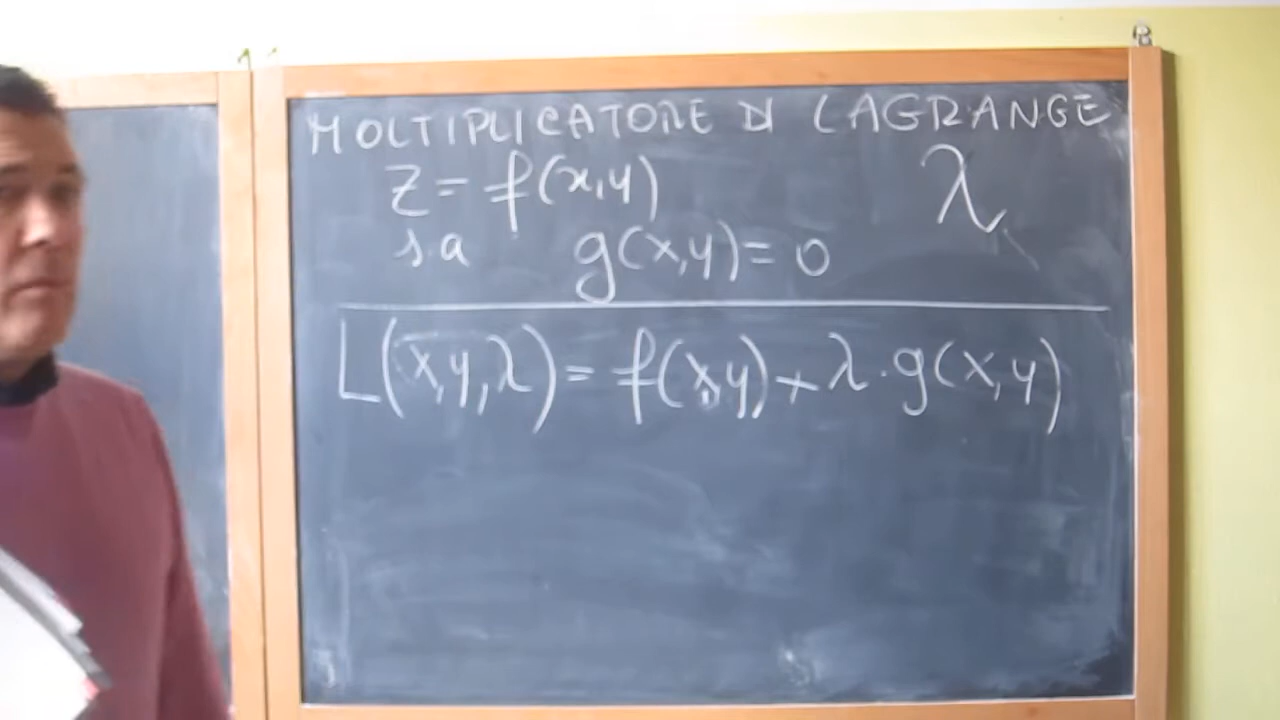 MOLTIPLICATORE DI LAGRANGE
z = f(x,y) λ
s.a g(x,y) = 0
L(x,y,λ) = f(x,y) + λ · g(x,y)